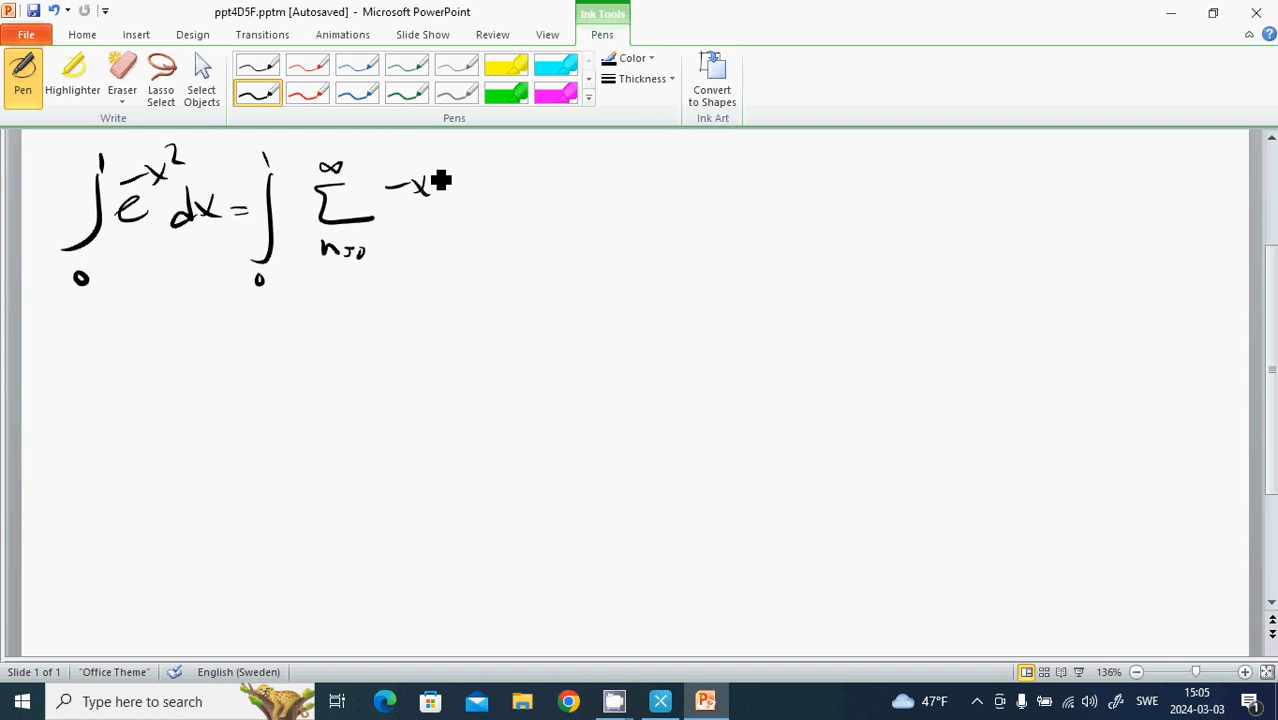 ppt4D5F.pptm [Autosaved] - Microsoft PowerPoint
Ink Tools
File Home Insert Design Transitions Animations Slide Show Review View Pens
Pen Highlighter Eraser Lasso Select Select Objects
Color
Thickness
Convert to Shapes
Write Pens Ink Art
∫₀¹ e^{-x²} dx = ∫₀¹ ∑_{n=0}^{∞} -x
Slide 1 of 1 "Office Theme" English (Sweden) 136%
Type here to search 47°F SWE 15:05
2024-03-03 1